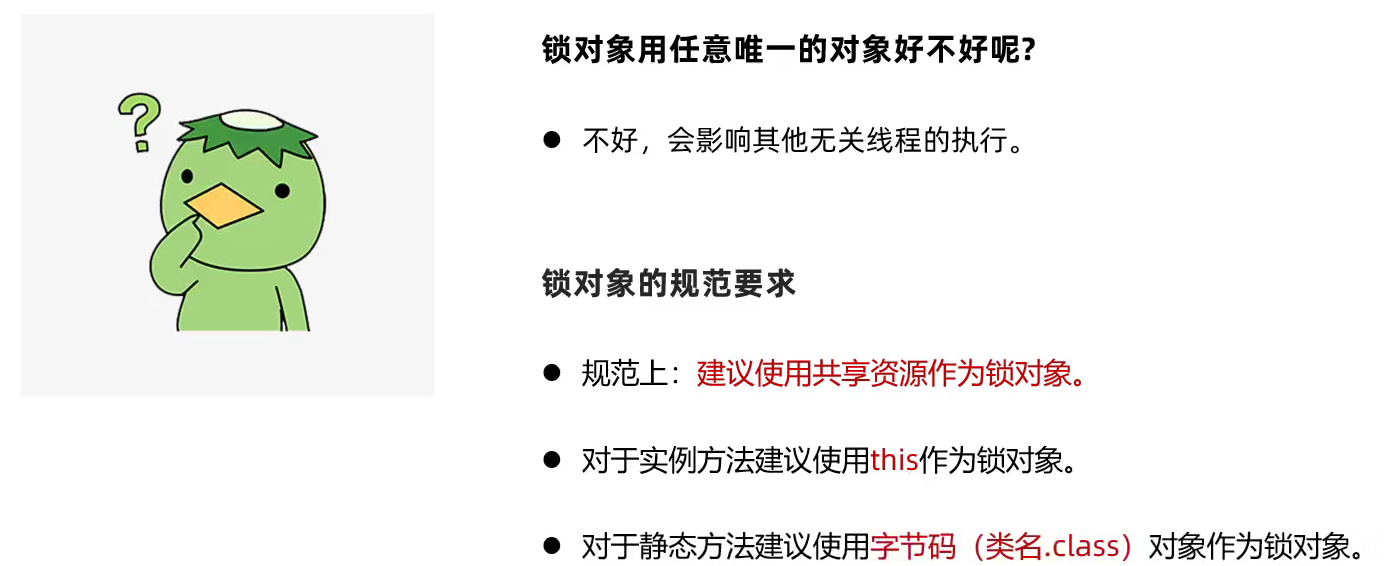 锁对象用任意唯一的对象好不好呢?
● 不好，会影响其他无关线程的执行。
锁对象的规范要求
● 规范上：建议使用共享资源作为锁对象。
● 对于实例方法建议使用this作为锁对象。
● 对于静态方法建议使用字节码（类名.class）对象作为锁对象。